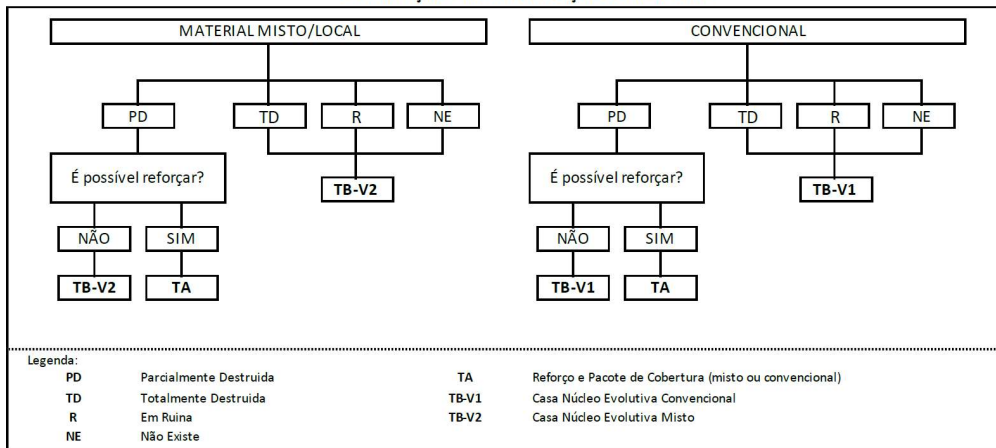 MATERIAL MISTO/LOCAL
PD
TD
R
NE
É possível reforçar?
TB-V2
NÃO
SIM
TB-V2
TA
CONVENCIONAL
PD
TD
R
NE
É possível reforçar?
TB-V1
NÃO
SIM
TB-V1
TA
Legenda:
PD Parcialmente Destruida
TD Totalmente Destruida
R Em Ruina
NE Não Existe
TA Reforço e Pacote de Cobertura (misto ou convencional)
TB-V1 Casa Núcleo Evolutiva Convencional
TB-V2 Casa Núcleo Evolutiva Misto